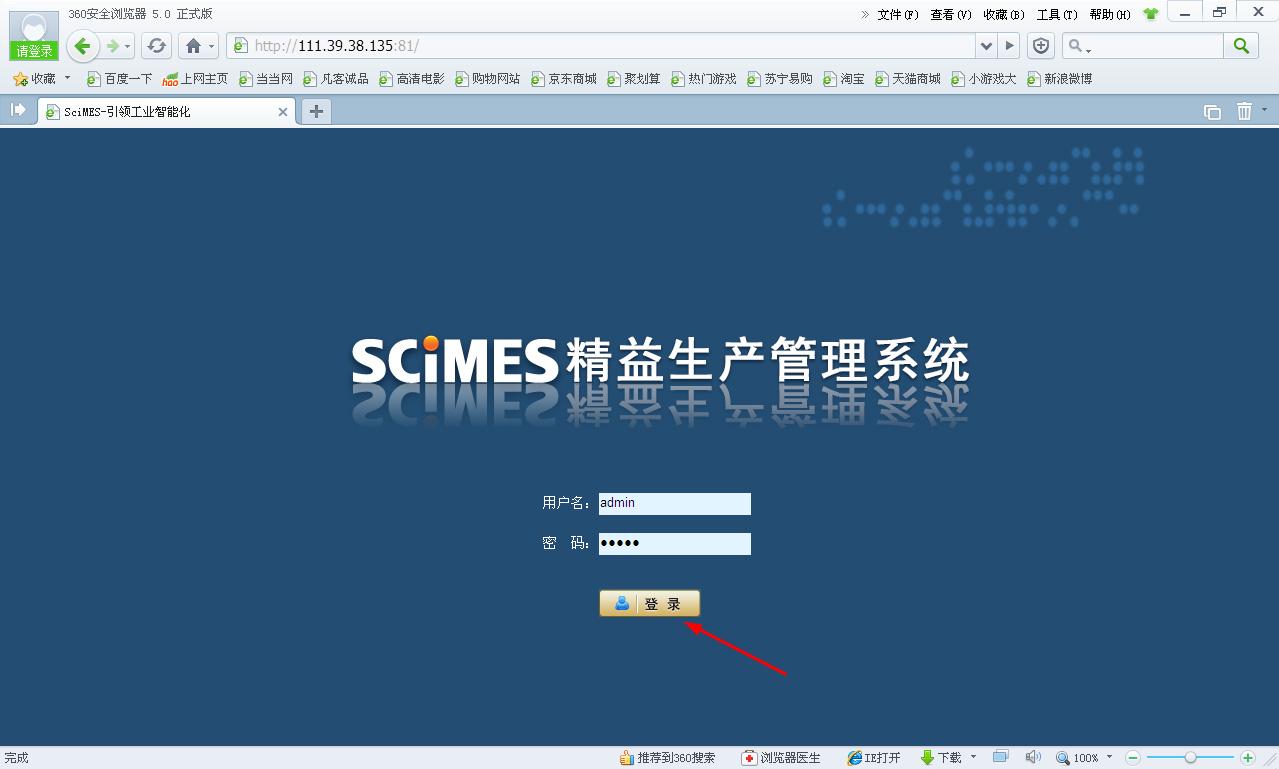 360安全浏览器 5.0 正式版
» 文件(F) 查看(V) 收藏(B) 工具(T) 帮助(H)
请登录
http://111.39.38.135:81/
收藏 百度一下 hao 上网主页 当当网 凡客诚品 高清电影 购物网站 京东商城 聚划算 热门游戏 苏宁易购 淘宝 天猫商城 小游戏大 新浪微博
SciMES-引领工业智能化
SCiMES 精益生产管理系统
用户名: admin
密 码: •••••
登 录
完成 推荐到360搜索 浏览器医生 IE打开 下载 100%